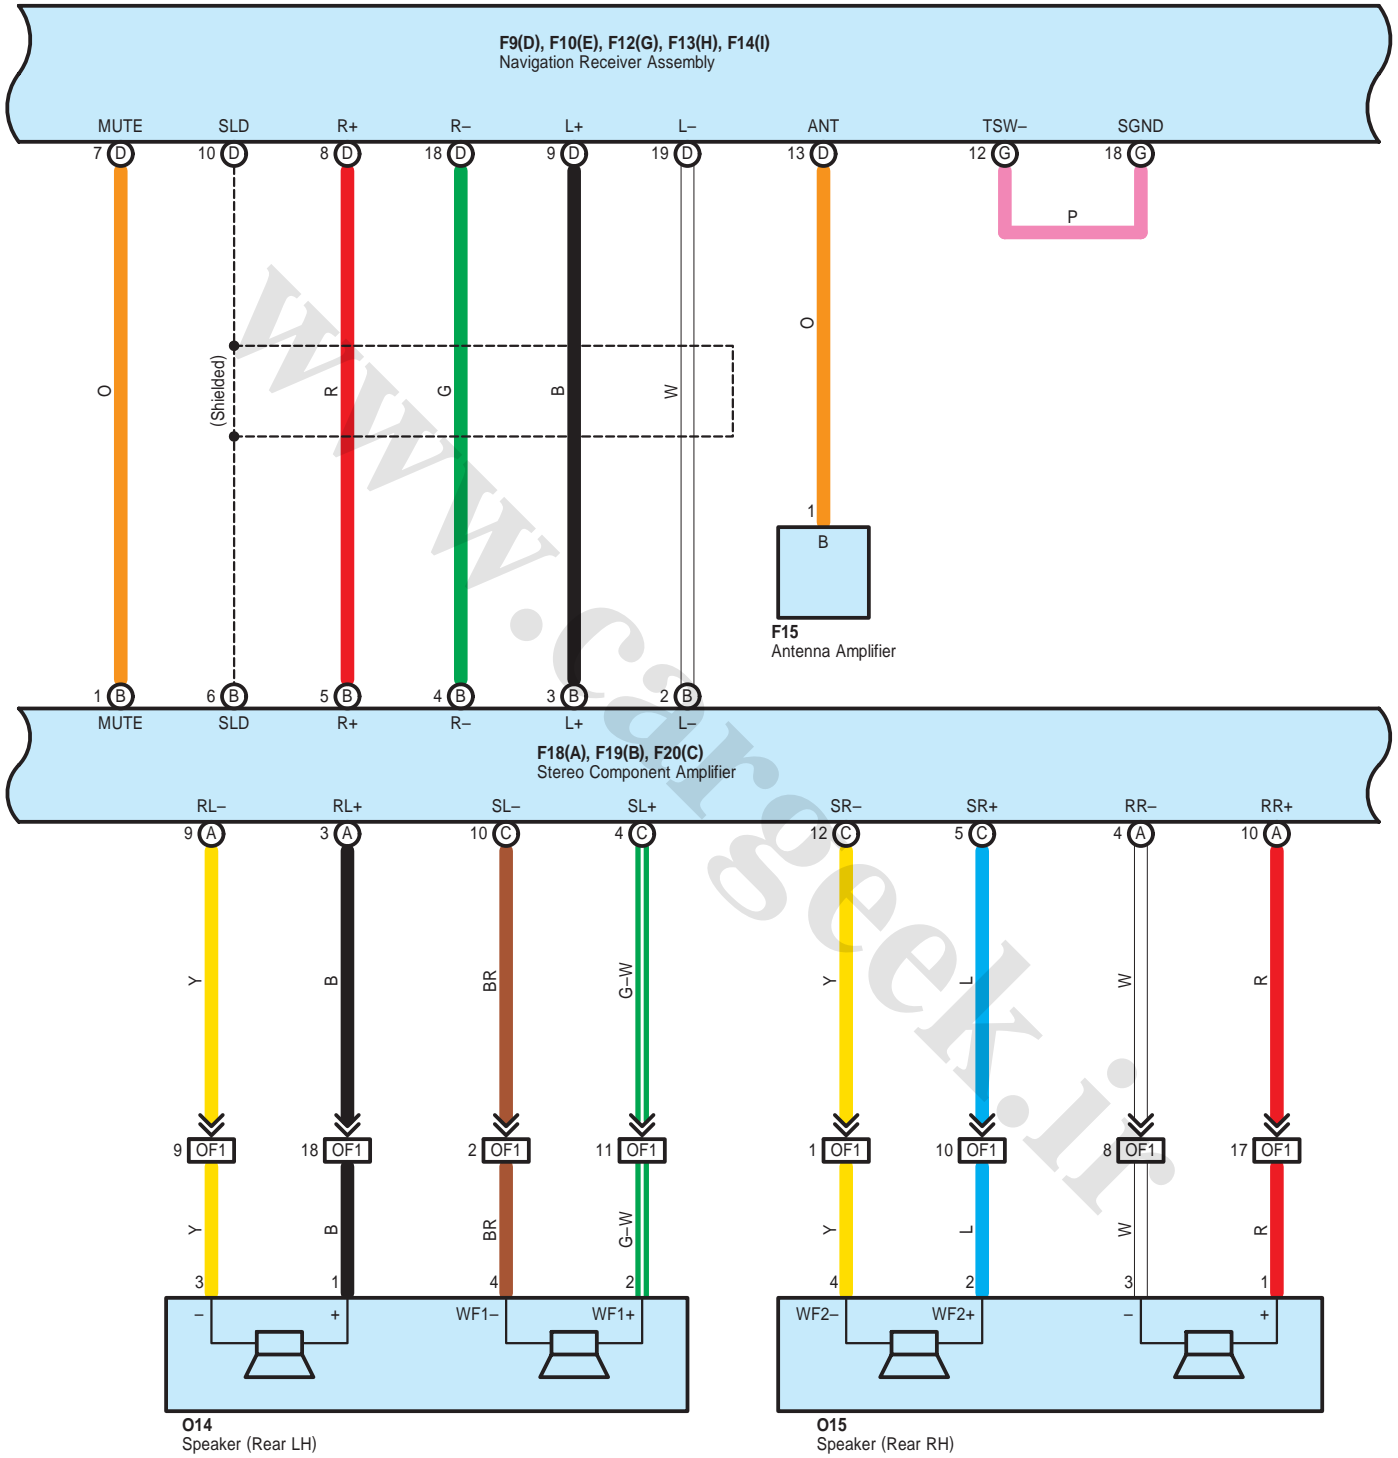 F9(D), F10(E), F12(G), F13(H), F14(I)
Navigation Receiver Assembly
MUTE SLD R+ R– L+ L– ANT TSW– SGND
7 D 10 D 8 D 18 D 9 D 19 D 13 D 12 G 18 G
P
O
(Shielded)
O R G B W
1
B
F15
Antenna Amplifier
1 B 6 B 5 B 4 B 3 B 2 B
MUTE SLD R+ R– L+ L–
F18(A), F19(B), F20(C)
Stereo Component Amplifier
RL– RL+ SL– SL+ SR– SR+ RR– RR+
9 A 3 A 10 C 4 C 12 C 5 C 4 A 10 A
Y B BR G–W Y L W R
9 OF1 18 OF1 2 OF1 11 OF1 1 OF1 10 OF1 8 OF1 17 OF1
Y B BR G–W Y L W R
3 1 4 2 4 2 3 1
– + WF1– WF1+ WF2– WF2+ – +
O14
Speaker (Rear LH)
O15
Speaker (Rear RH)
www.cargeek.ir